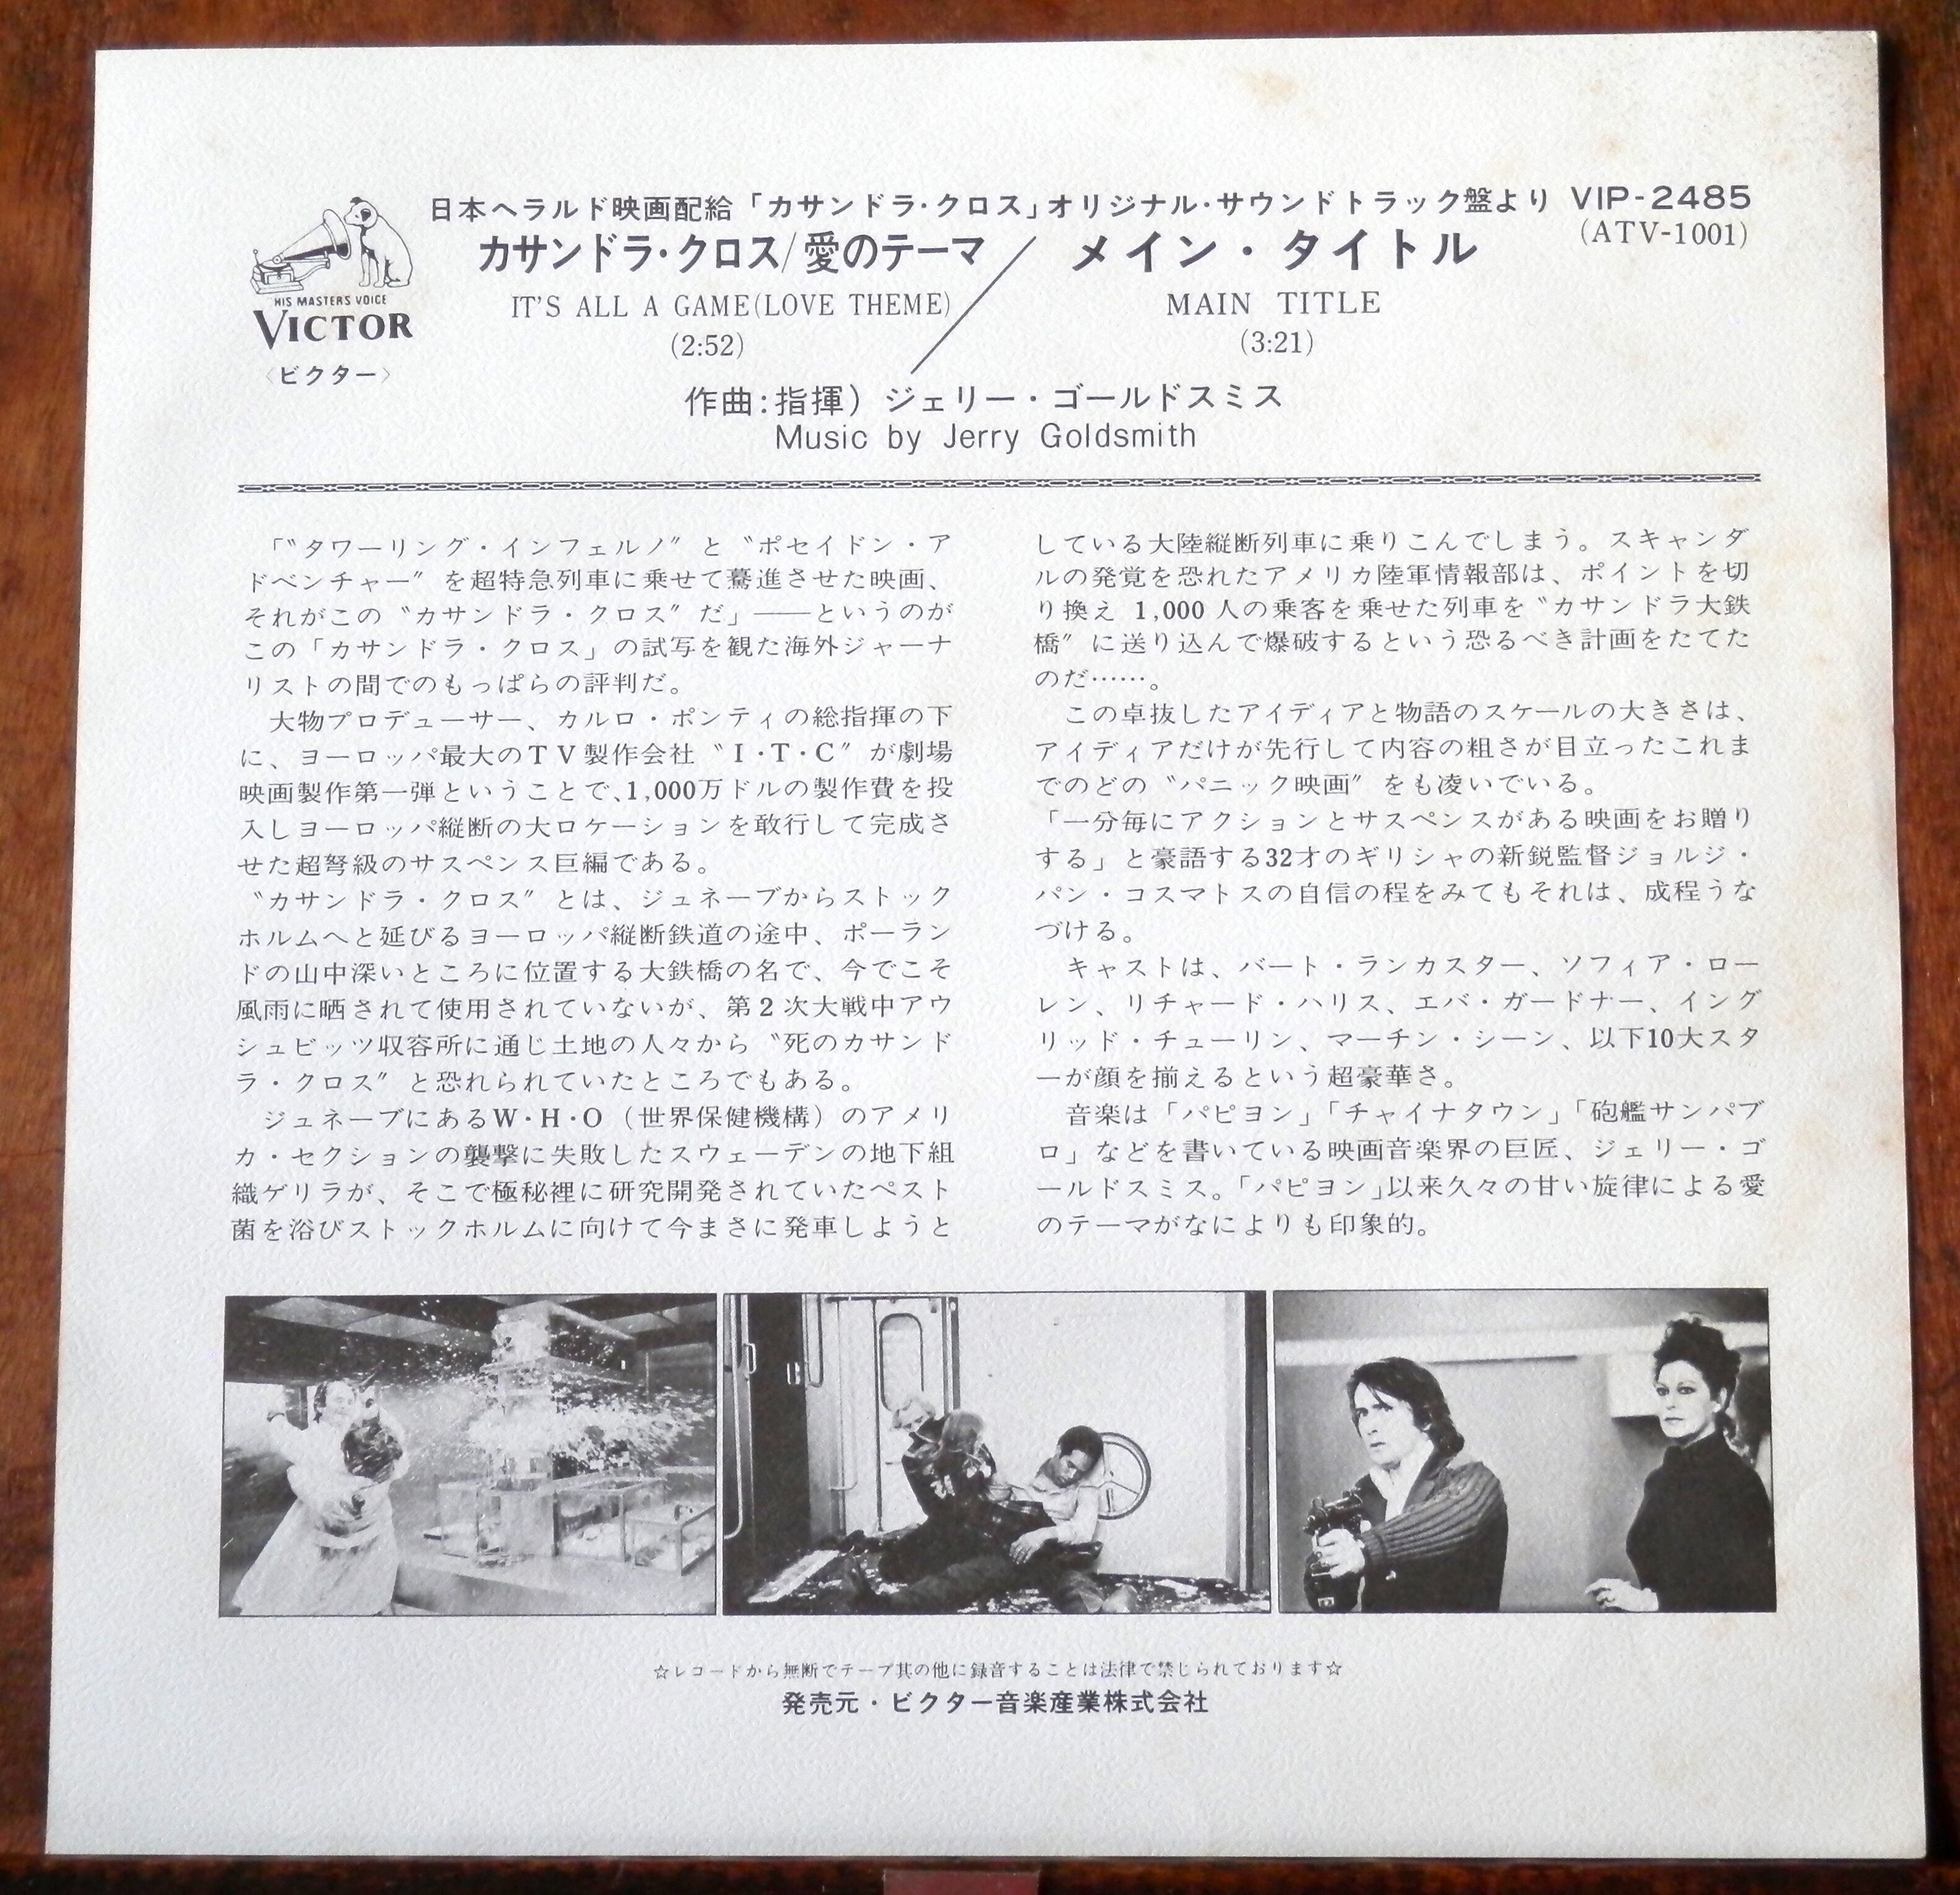 日本ヘラルド映画配給「カサンドラ・クロス」オリジナル・サウンドトラック盤より VIP-2485
(ATV-1001)
カサンドラ・クロス/愛のテーマ／メイン・タイトル
IT'S ALL A GAME(LOVE THEME) MAIN TITLE
(2:52) (3:21)
HIS MASTERS VOICE
VICTOR
〈ビクター〉
作曲:指揮) ジェリー・ゴールドスミス
Music by Jerry Goldsmith
「〝タワーリング・インフェルノ〞と〝ポセイドン・ア
ドベンチャー〞を超特急列車に乗せて驀進させた映画、
それがこの〝カサンドラ・クロス〞だ」――というのが
この「カサンドラ・クロス」の試写を観た海外ジャーナ
リストの間でのもっぱらの評判だ。
大物プロデューサー、カルロ・ポンティの総指揮の下
に、ヨーロッパ最大のTV製作会社〝I・T・C〞が劇場
映画製作第一弾ということで、1,000万ドルの製作費を投
入しヨーロッパ縦断の大ロケーションを敢行して完成さ
せた超弩級のサスペンス巨編である。
〝カサンドラ・クロス〞とは、ジュネーブからストック
ホルムへと延びるヨーロッパ縦断鉄道の途中、ポーラン
ドの山中深いところに位置する大鉄橋の名で、今でこそ
風雨に晒されて使用されていないが、第2次大戦中アウ
シュビッツ収容所に通じ土地の人々から〝死のカサンド
ラ・クロス〞と恐れられていたところでもある。
ジュネーブにあるW・H・O（世界保健機構）のアメリ
カ・セクションの襲撃に失敗したスウェーデンの地下組
織ゲリラが、そこで極秘裡に研究開発されていたペスト
菌を浴びストックホルムに向けて今まさに発車しようと
している大陸縦断列車に乗りこんでしまう。スキャンダ
ルの発覚を恐れたアメリカ陸軍情報部は、ポイントを切
り換え 1,000 人の乗客を乗せた列車を〝カサンドラ大鉄
橋〞に送り込んで爆破するという恐るべき計画をたてた
のだ……。
この卓抜したアイディアと物語のスケールの大きさは、
アイディアだけが先行して内容の粗さが目立ったこれま
でのどの〝パニック映画〞をも凌いでいる。
「一分毎にアクションとサスペンスがある映画をお贈り
する」と豪語する32才のギリシャの新鋭監督ジョルジ・
パン・コスマトスの自信の程をみてもそれは、成程うな
づける。
キャストは、バート・ランカスター、ソフィア・ロー
レン、リチャード・ハリス、エバ・ガードナー、イング
リッド・チューリン、マーチン・シーン、以下10大スタ
ーが顔を揃えるという超豪華さ。
音楽は「パピヨン」「チャイナタウン」「砲艦サンパブ
ロ」などを書いている映画音楽界の巨匠、ジェリー・ゴ
ールドスミス。「パピヨン」以来久々の甘い旋律による愛
のテーマがなによりも印象的。
☆レコードから無断でテープ其の他に録音することは法律で禁じられております☆
発売元・ビクター音楽産業株式会社